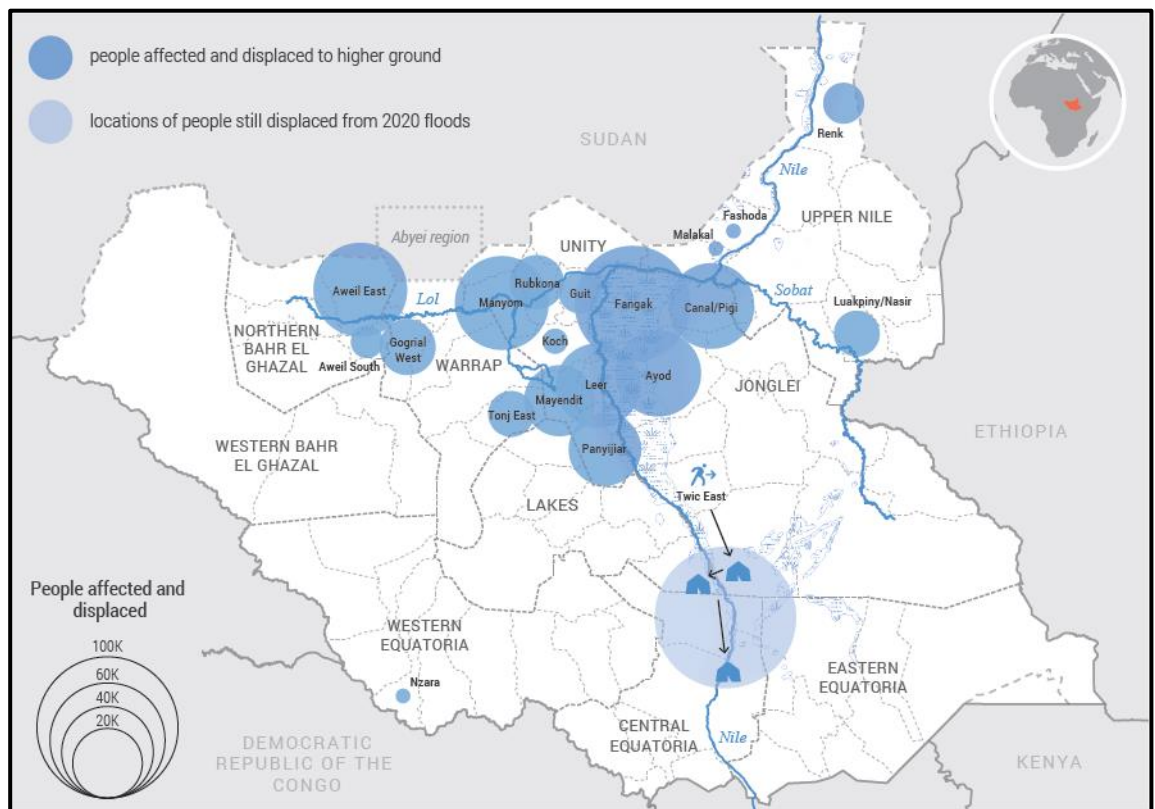 people affected and displaced to higher ground
locations of people still displaced from 2020 floods
SUDAN
Renk
Nile
Fashoda
Malakal
UPPER NILE
Abyei region
UNITY
Aweil East
Lol
Manyom
Rubkona
Guit
Fangak
Canal/Pigi
Sobat
Luakpiny/Nasir
NORTHERN
BAHR EL
GHAZAL
Aweil South
Gogrial
West
WARRAP
Koch
Leer
Ayod
JONGLEI
Mayendit
Tonj East
Panyijiar
ETHIOPIA
WESTERN BAHR
EL GHAZAL
LAKES
Twic East
People affected and
displaced
100K
60K
40K
20K
WESTERN
EQUATORIA
Nzara
EASTERN
EQUATORIA
CENTRAL
EQUATORIA
Nile
DEMOCRATIC
REPUBLIC OF THE
CONGO
KENYA